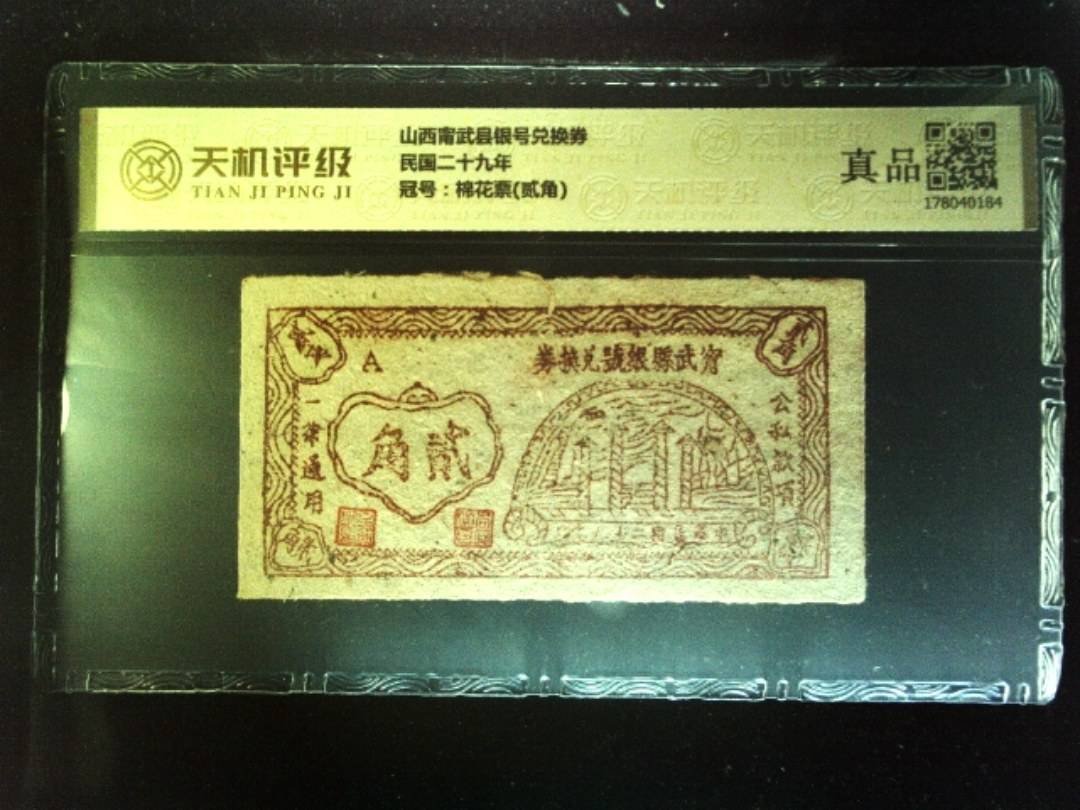 天机评级
TIAN JI PING JI
山西甯武县银号兑换券
民国二十九年
冠号：棉花票(贰角)
真品
178040184
A
甯武縣銀號兌換券
公私款項
一律通用
貳角